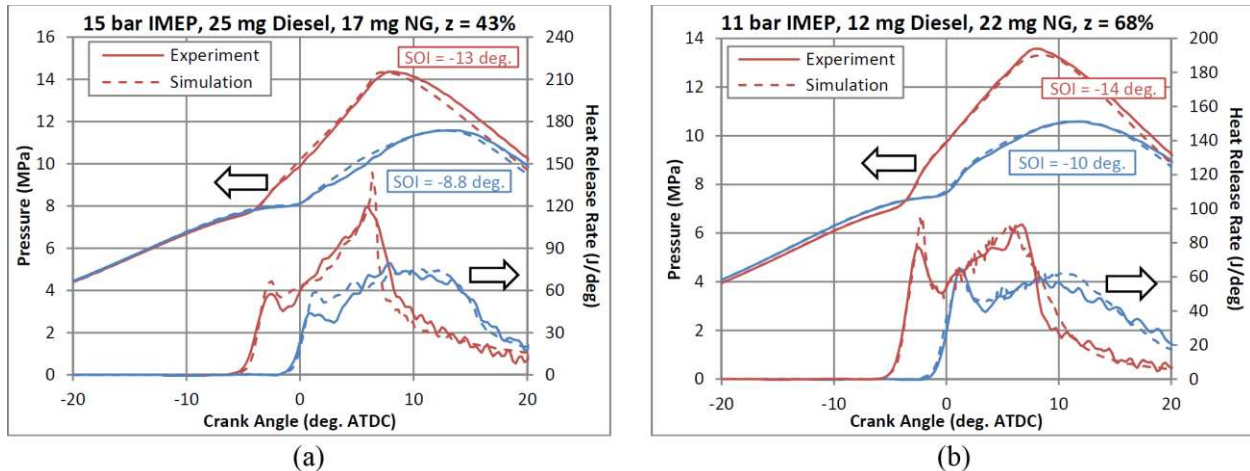 15 bar IMEP, 25 mg Diesel, 17 mg NG, z = 43%
16
14
12
10
8
6
4
2
0
Pressure (MPa)
Experiment
Simulation
SOI = -13 deg.
SOI = -8.8 deg.
240
210
180
150
120
90
60
30
0
Heat Release Rate (J/deg)
-20
-10
0
10
20
Crank Angle (deg. ATDC)
(a)
11 bar IMEP, 12 mg Diesel, 22 mg NG, z = 68%
14
12
10
8
6
4
2
0
Pressure (MPa)
Experiment
Simulation
SOI = -14 deg.
SOI = -10 deg.
200
180
160
140
120
100
80
60
40
20
0
Heat Release Rate (J/deg)
-20
-10
0
10
20
Crank Angle (deg. ATDC)
(b)